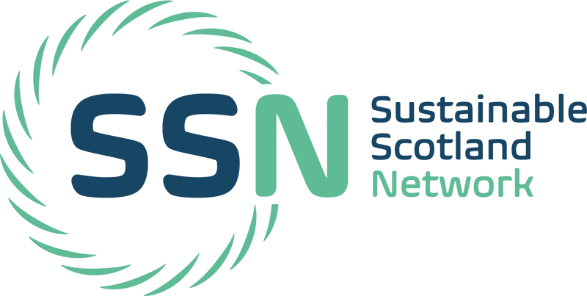 SSN
Sustainable
Scotland
Network